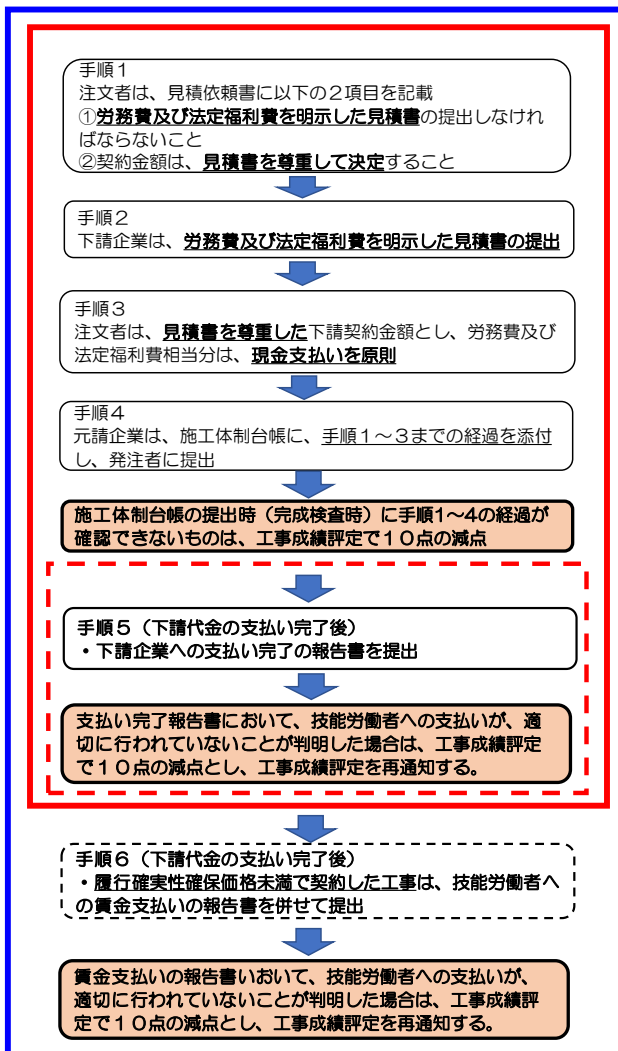 手順１
注文者は、見積依頼書に以下の２項目を記載
①労務費及び法定福利費を明示した見積書の提出しなけれ
ばならないこと
②契約金額は、見積書を尊重して決定すること
手順２
下請企業は、労務費及び法定福利費を明示した見積書の提出
手順３
注文者は、見積書を尊重した下請契約金額とし、労務費及び
法定福利費相当分は、現金支払いを原則
手順４
元請企業は、施工体制台帳に、手順１～３までの経過を添付
し、発注者に提出
施工体制台帳の提出時（完成検査時）に手順1～4の経過が
確認できないものは、工事成績評定で１０点の減点
手順５（下請代金の支払い完了後）
・下請企業への支払い完了の報告書を提出
支払い完了報告書において、技能労働者への支払いが、適
切に行われていないことが判明した場合は、工事成績評定
で１０点の減点とし、工事成績評定を再通知する。
手順６（下請代金の支払い完了後）
・履行確実性確保価格未満で契約した工事は、技能労働者へ
の賃金支払いの報告書を併せて提出
賃金支払いの報告書いおいて、技能労働者への支払いが、
適切に行われていないことが判明した場合は、工事成績評
定で１０点の減点とし、工事成績評定を再通知する。